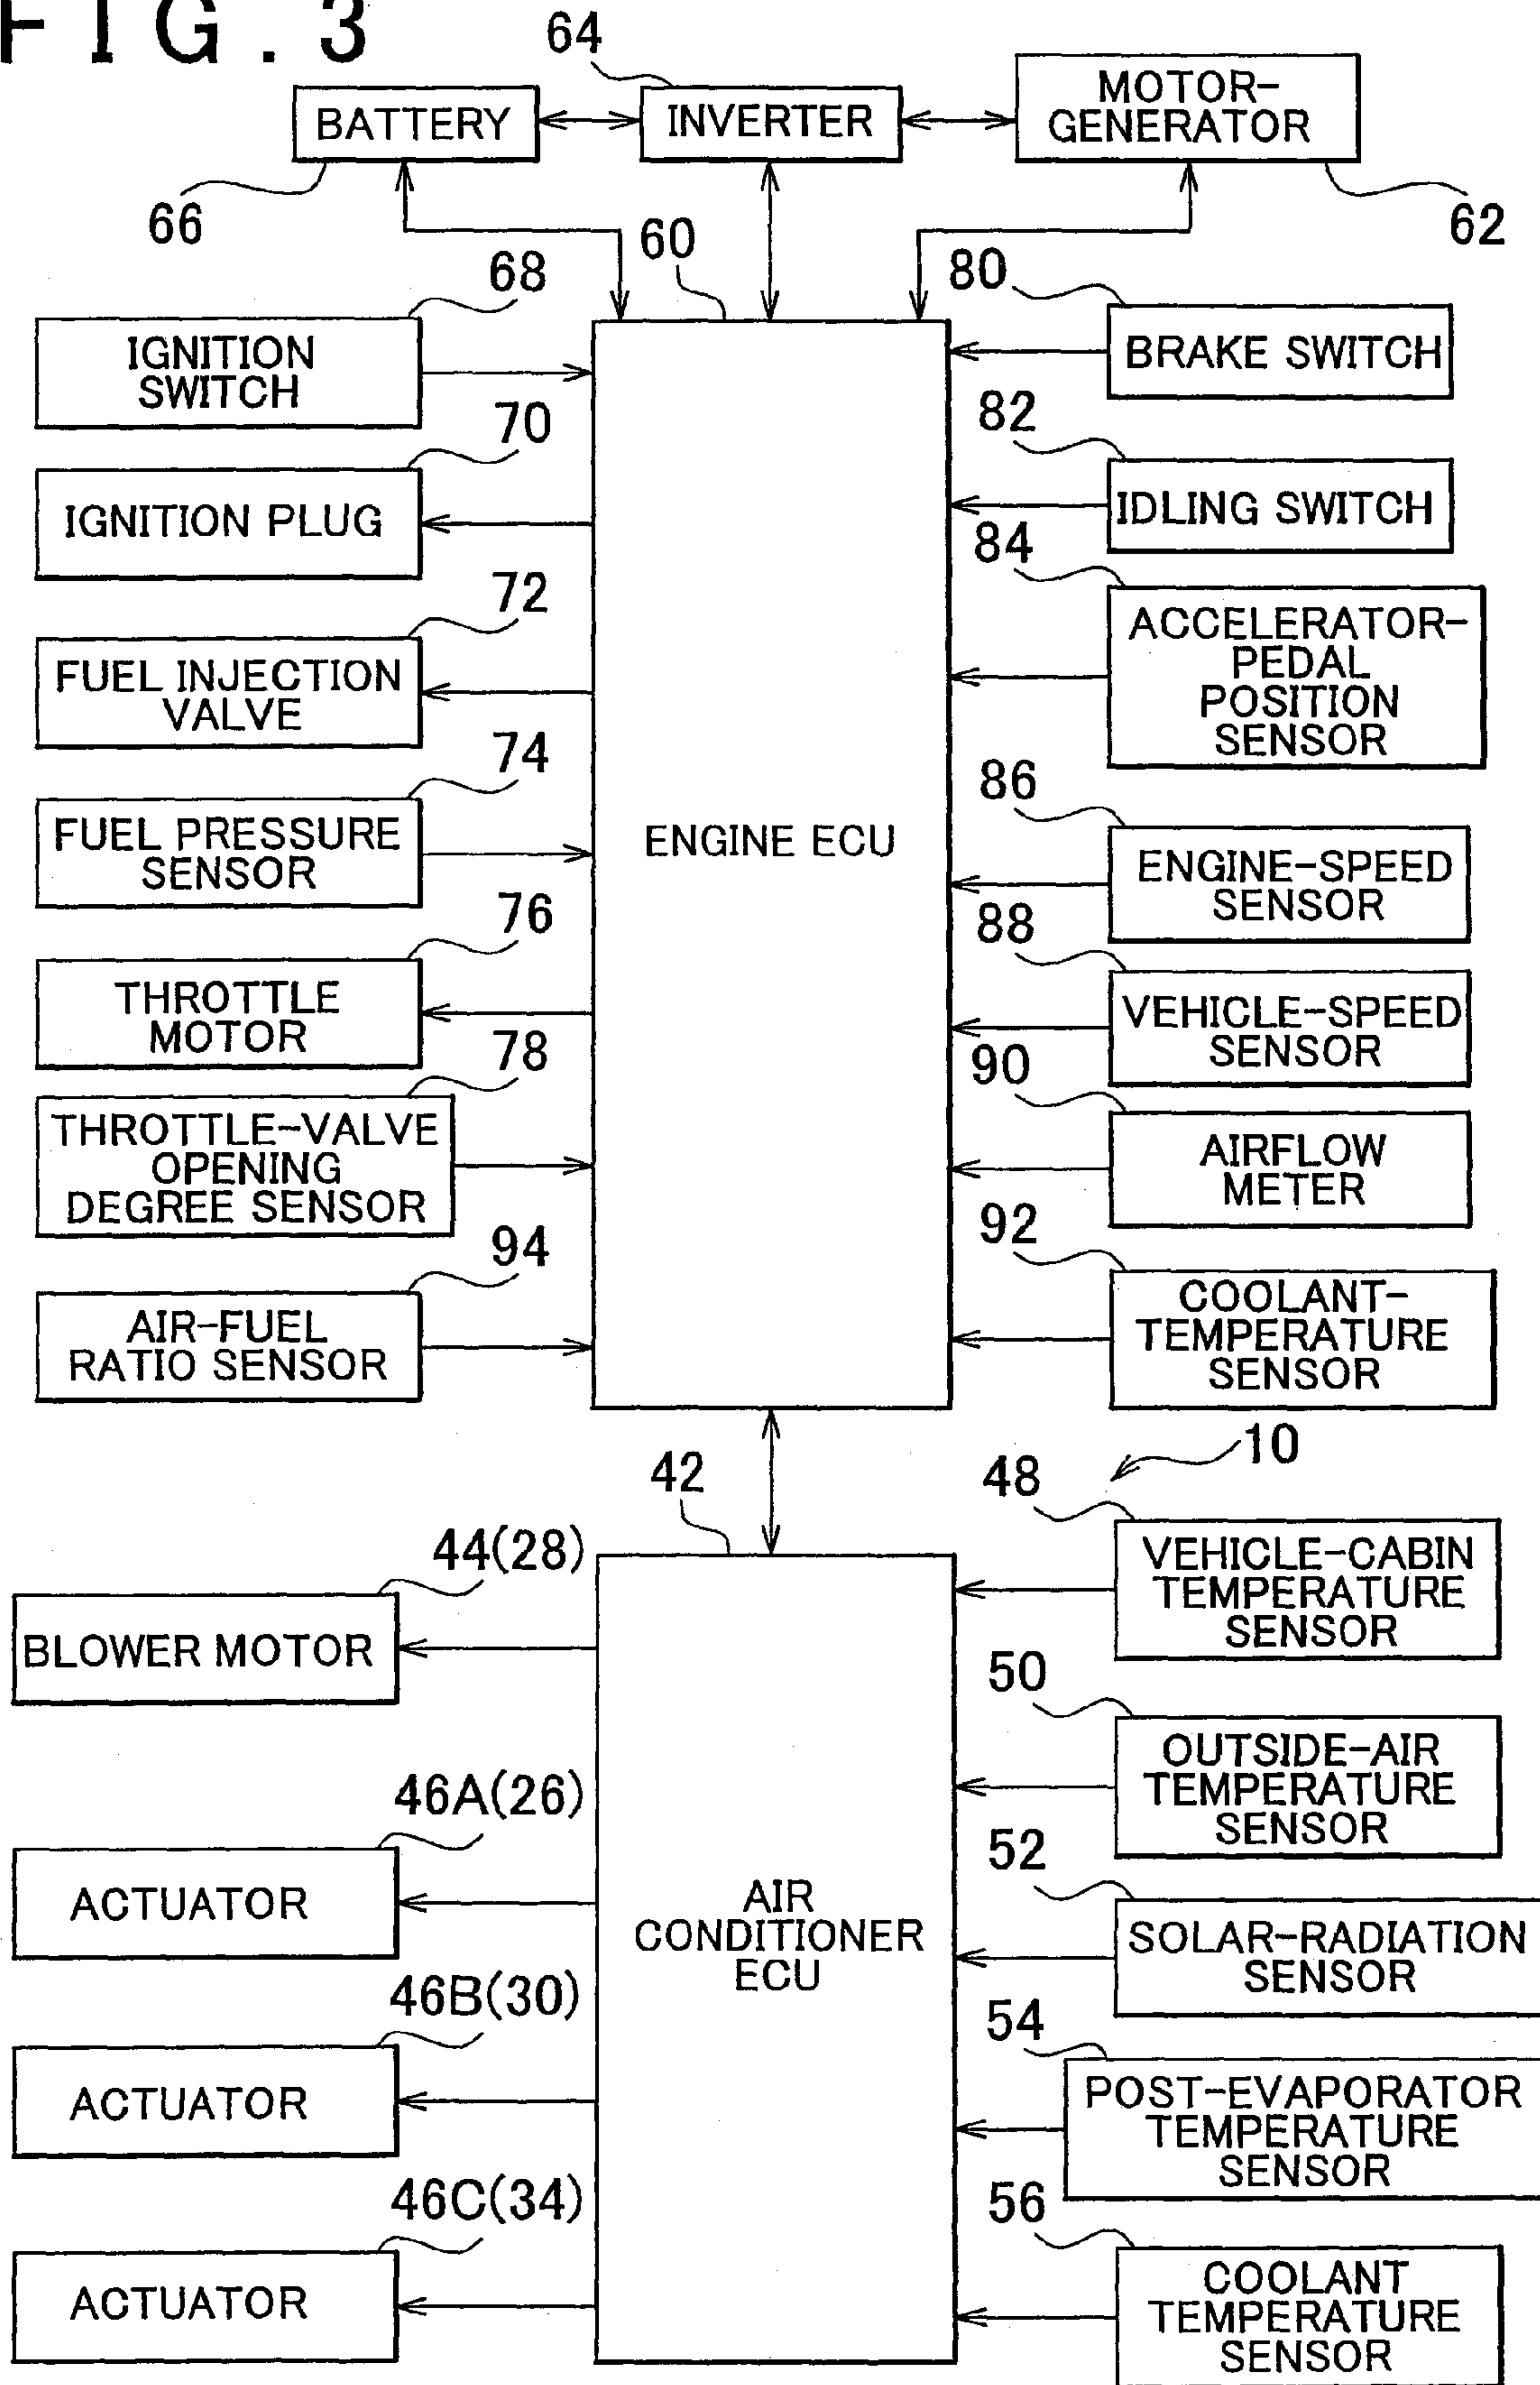 FIG. 3
64
BATTERY
INVERTER
MOTOR-
GENERATOR
66
62
60
68
IGNITION
SWITCH
80
BRAKE SWITCH
70
IGNITION PLUG
82
IDLING SWITCH
72
FUEL INJECTION
VALVE
84
ACCELERATOR-
PEDAL
POSITION
SENSOR
74
FUEL PRESSURE
SENSOR
ENGINE ECU
86
ENGINE-SPEED
SENSOR
76
THROTTLE
MOTOR
88
VEHICLE-SPEED
SENSOR
78
THROTTLE-VALVE
OPENING
DEGREE SENSOR
90
AIRFLOW
METER
94
AIR-FUEL
RATIO SENSOR
92
COOLANT-
TEMPERATURE
SENSOR
10
42
44(28)
BLOWER MOTOR
48
VEHICLE-CABIN
TEMPERATURE
SENSOR
50
OUTSIDE-AIR
TEMPERATURE
SENSOR
46A(26)
ACTUATOR
AIR
CONDITIONER
ECU
52
SOLAR-RADIATION
SENSOR
46B(30)
ACTUATOR
54
POST-EVAPORATOR
TEMPERATURE
SENSOR
46C(34)
ACTUATOR
56
COOLANT
TEMPERATURE
SENSOR